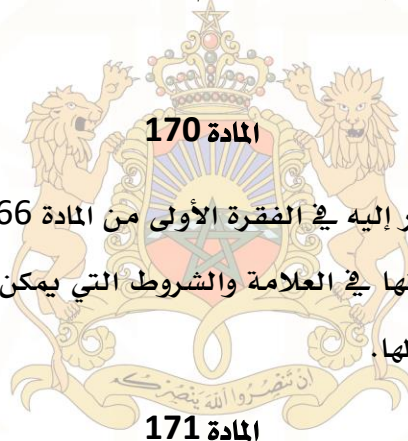 المادة 170
إليه في الفقرة الأولى من المادة 66
في العلامة والشروط التي يمكن
لها.
إن تنصروا الله ينصركم
المادة 171